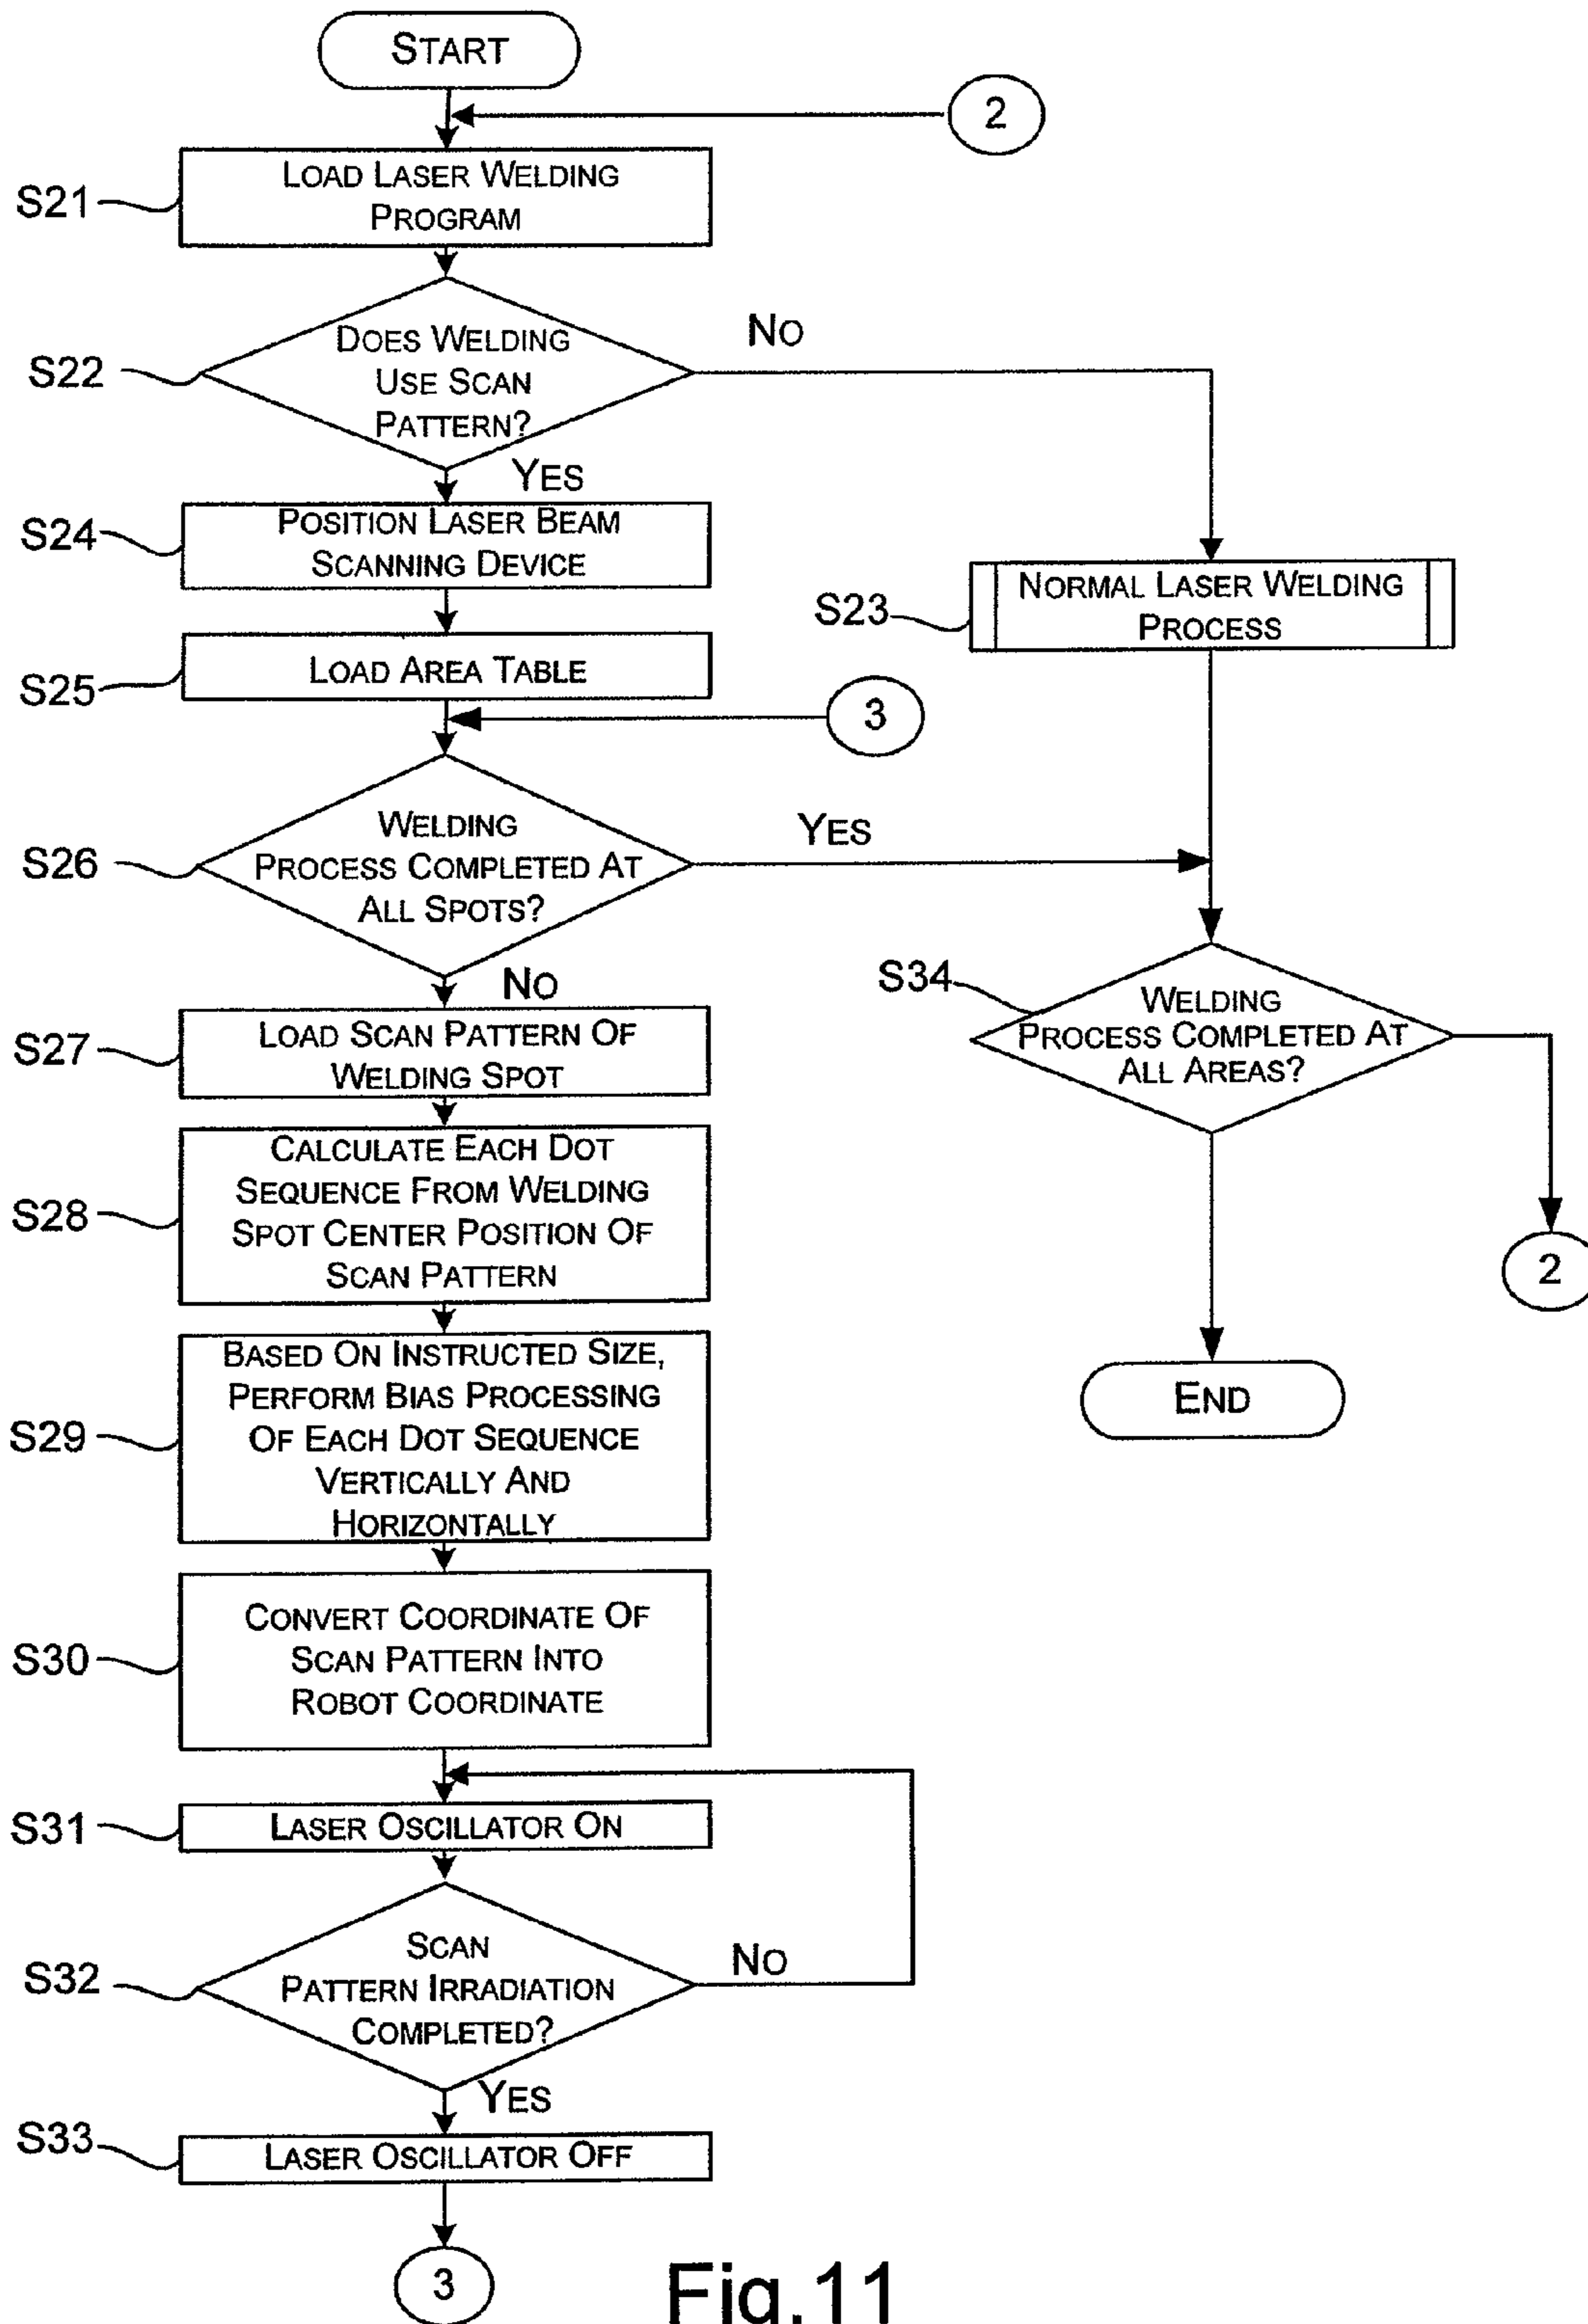 START
2
S21
LOAD LASER WELDING
PROGRAM
S22
DOES WELDING
USE SCAN
PATTERN?
NO
YES
S24
POSITION LASER BEAM
SCANNING DEVICE
S23
NORMAL LASER WELDING
PROCESS
S25
LOAD AREA TABLE
3
S26
WELDING
PROCESS COMPLETED AT
ALL SPOTS?
YES
NO
S34
WELDING
PROCESS COMPLETED AT
ALL AREAS?
2
END
S27
LOAD SCAN PATTERN OF
WELDING SPOT
S28
CALCULATE EACH DOT
SEQUENCE FROM WELDING
SPOT CENTER POSITION OF
SCAN PATTERN
S29
BASED ON INSTRUCTED SIZE,
PERFORM BIAS PROCESSING
OF EACH DOT SEQUENCE
VERTICALLY AND
HORIZONTALLY
S30
CONVERT COORDINATE OF
SCAN PATTERN INTO
ROBOT COORDINATE
S31
LASER OSCILLATOR ON
S32
SCAN
PATTERN IRRADIATION
COMPLETED?
NO
YES
S33
LASER OSCILLATOR OFF
3
Fig.11